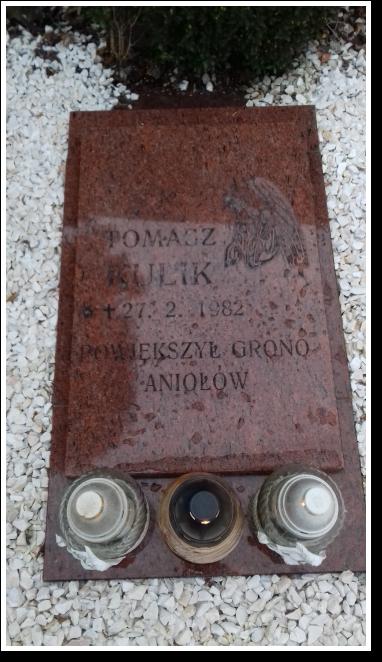 TOMASZ
KULIK
✡ † 27. 2. 1982
POWIĘKSZYŁ GRONO
ANIOŁÓW